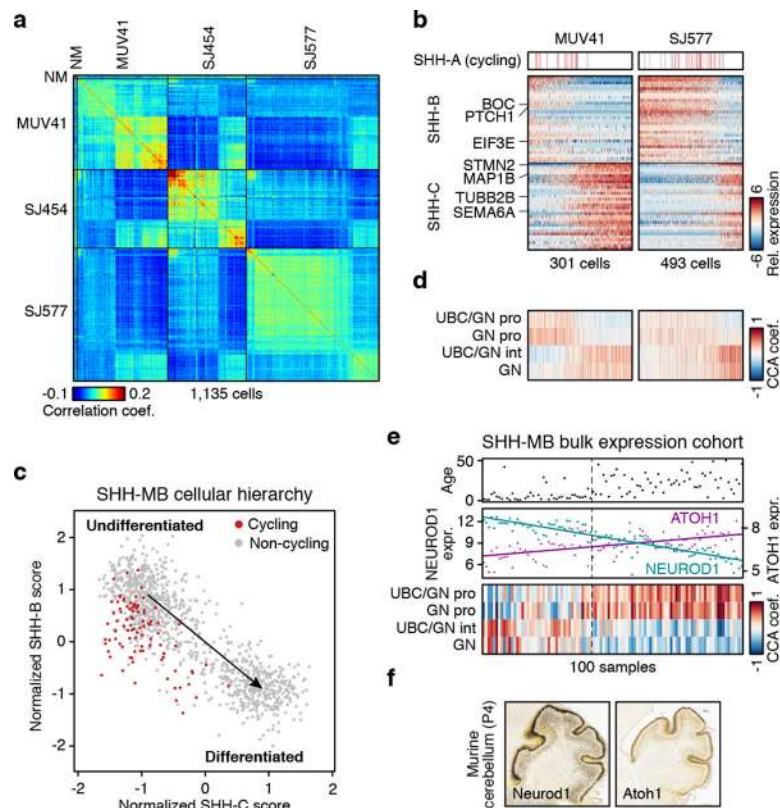 a
NM
MUV41
SJ454
SJ577
NM
MUV41
SJ454
SJ577
-0.1 0.2
Correlation coef.
1,135 cells
b
MUV41 SJ577
SHH-A (cycling)
SHH-B
BOC
PTCH1
EIF3E
SHH-C
STMN2
MAP1B
TUBB2B
SEMA6A
301 cells 493 cells
6
-6
Rel. expression
d
UBC/GN pro
GN pro
UBC/GN int
GN
1
-1
CCA coef.
c
SHH-MB cellular hierarchy
Undifferentiated
Cycling
Non-cycling
Differentiated
Normalized SHH-B score
2
1
0
-1
-2
-2 -1 0 1 2
Normalized SHH-C score
e
SHH-MB bulk expression cohort
Age
50
0
NEUROD1
expr.
12
9
6
ATOH1
NEUROD1
8
5
ATOH1 expr.
UBC/GN pro
GN pro
UBC/GN int
GN
1
-1
CCA coef.
100 samples
f
Murine
cerebellum (P4)
Neurod1
Atoh1